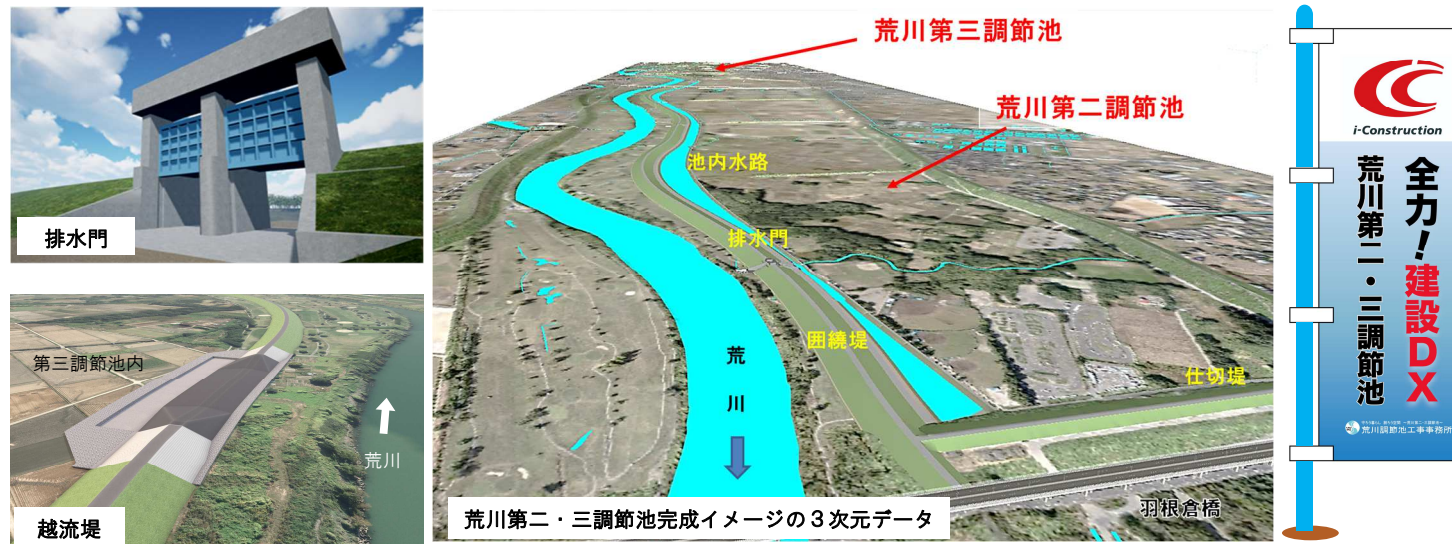 排水門
第三調節池内
荒川
越流堤
荒川第三調節池
荒川第二調節池
池内水路
排水門
囲繞堤
仕切堤
荒川
羽根倉橋
荒川第二・三調節池完成イメージの３次元データ
i-Construction
全力！建設DX
荒川第二・三調節池
荒川調節池工事事務所